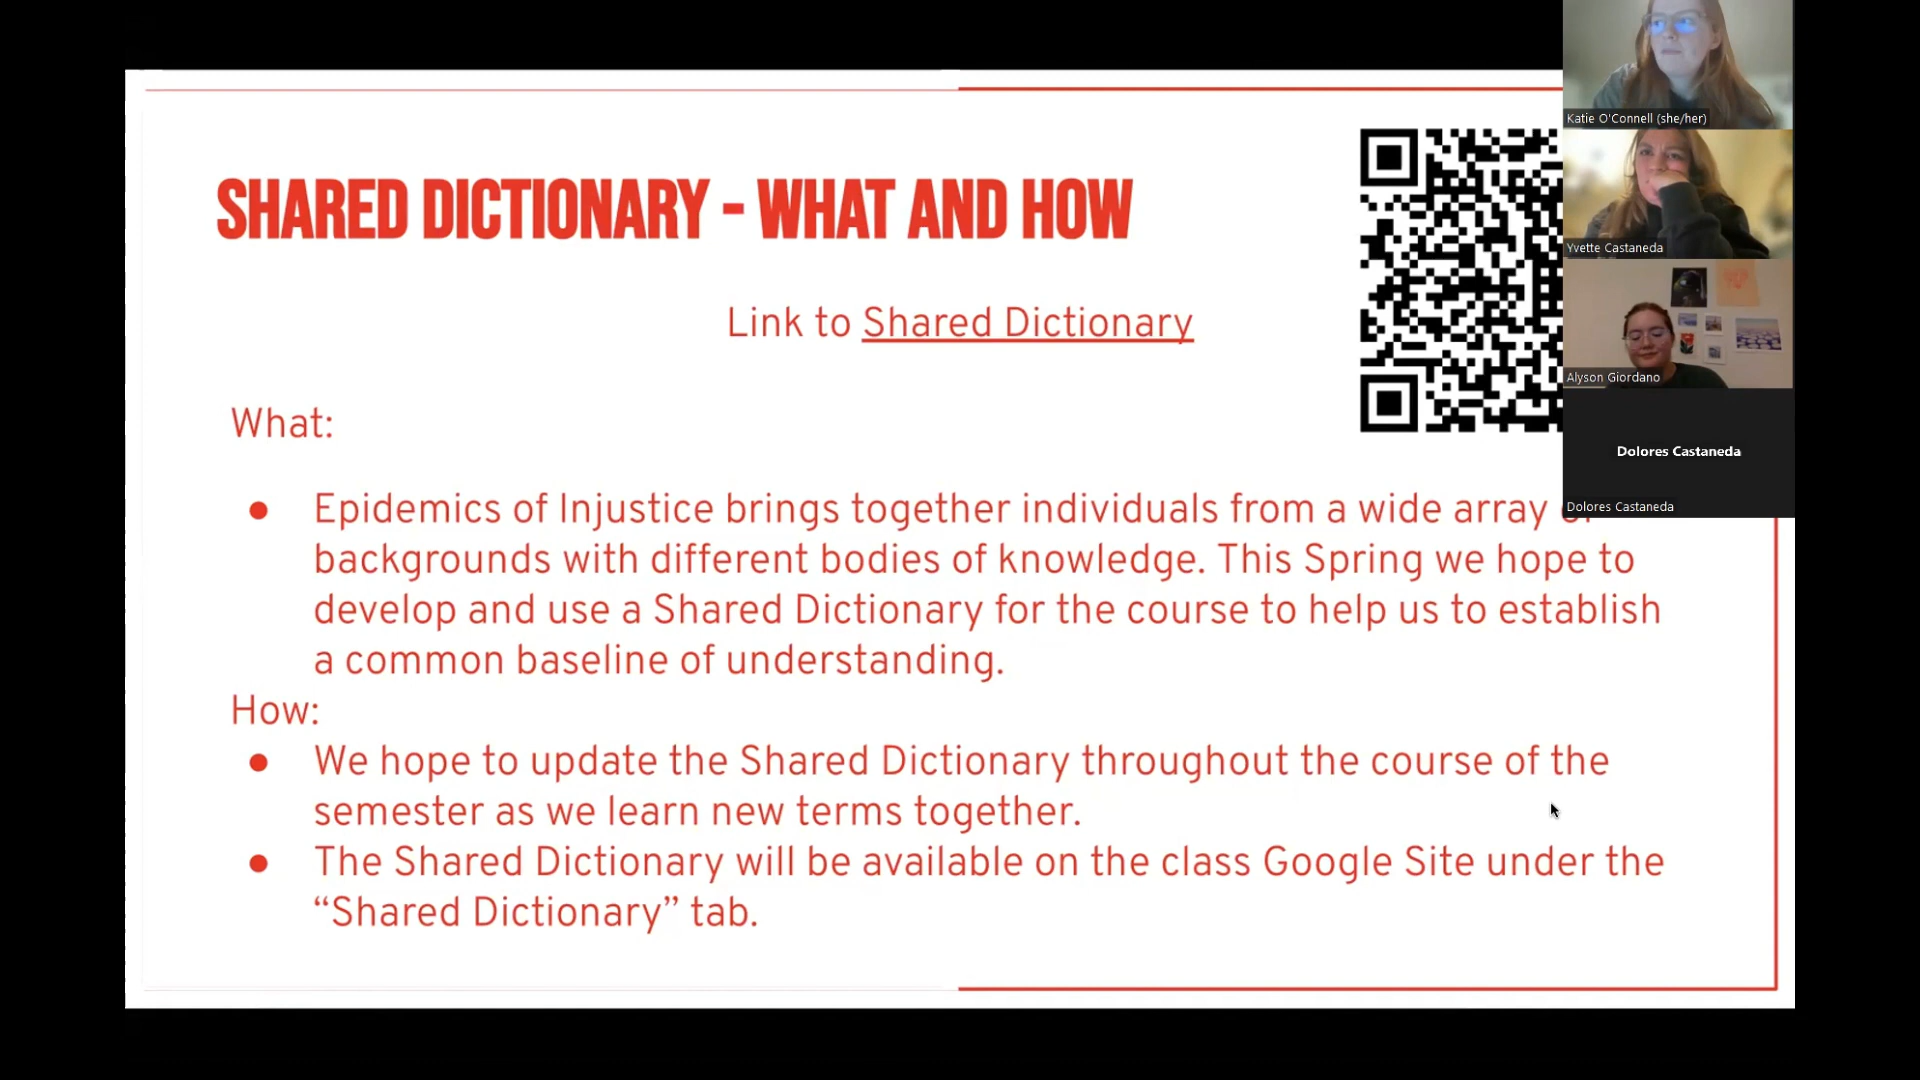 SHARED DICTIONARY - WHAT AND HOW
Link to Shared Dictionary
What:
● Epidemics of Injustice brings together individuals from a wide array
backgrounds with different bodies of knowledge. This Spring we hope to
develop and use a Shared Dictionary for the course to help us to establish
a common baseline of understanding.
How:
● We hope to update the Shared Dictionary throughout the course of the
semester as we learn new terms together.
● The Shared Dictionary will be available on the class Google Site under the
“Shared Dictionary” tab.
Katie O'Connell (she/her)
Yvette Castaneda
Alyson Giordano
Dolores Castaneda
Dolores Castaneda